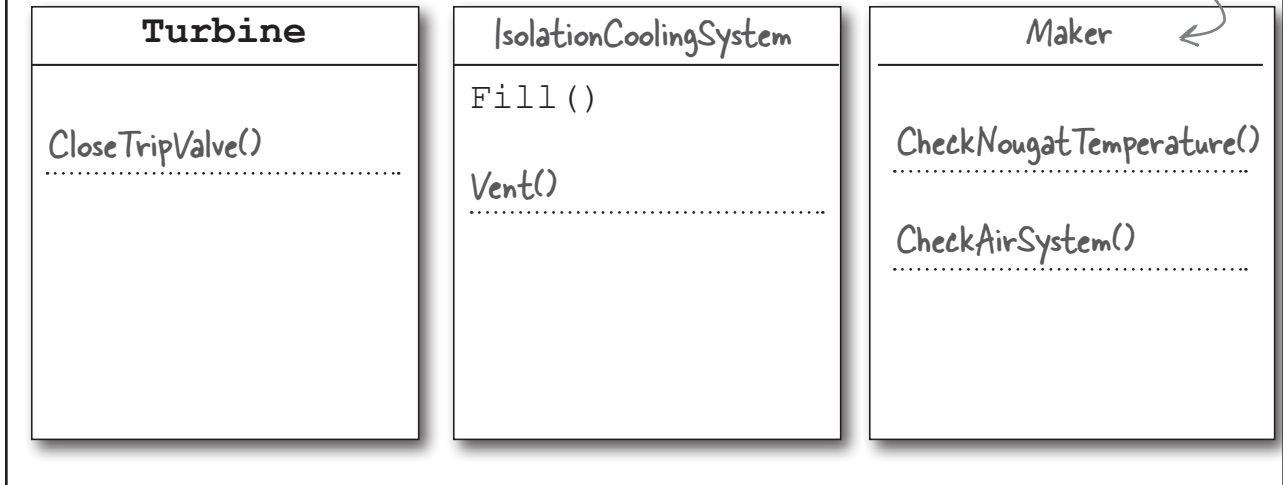 Turbine
CloseTripValve()
IsolationCoolingSystem
Fill()
Vent()
Maker
CheckNougatTemperature()
CheckAirSystem()